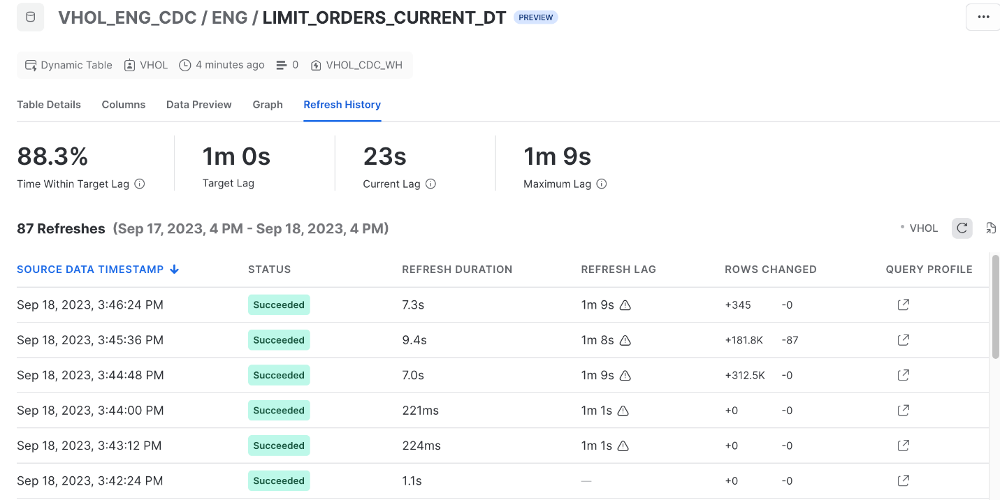 VHOL_ENG_CDC / ENG / LIMIT_ORDERS_CURRENT_DT PREVIEW
Dynamic Table VHOL 4 minutes ago 0 VHOL_CDC_WH
Table Details Columns Data Preview Graph Refresh History
88.3% 1m 0s 23s 1m 9s
Time Within Target Lag Target Lag Current Lag Maximum Lag
87 Refreshes (Sep 17, 2023, 4 PM - Sep 18, 2023, 4 PM) VHOL
SOURCE DATA TIMESTAMP STATUS REFRESH DURATION REFRESH LAG ROWS CHANGED QUERY PROFILE
Sep 18, 2023, 3:46:24 PM Succeeded 7.3s 1m 9s +345 -0
Sep 18, 2023, 3:45:36 PM Succeeded 9.4s 1m 8s +181.8K -87
Sep 18, 2023, 3:44:48 PM Succeeded 7.0s 1m 9s +312.5K -0
Sep 18, 2023, 3:44:00 PM Succeeded 221ms 1m 1s +0 -0
Sep 18, 2023, 3:43:12 PM Succeeded 224ms 1m 1s +0 -0
Sep 18, 2023, 3:42:24 PM Succeeded 1.1s — +0 -0